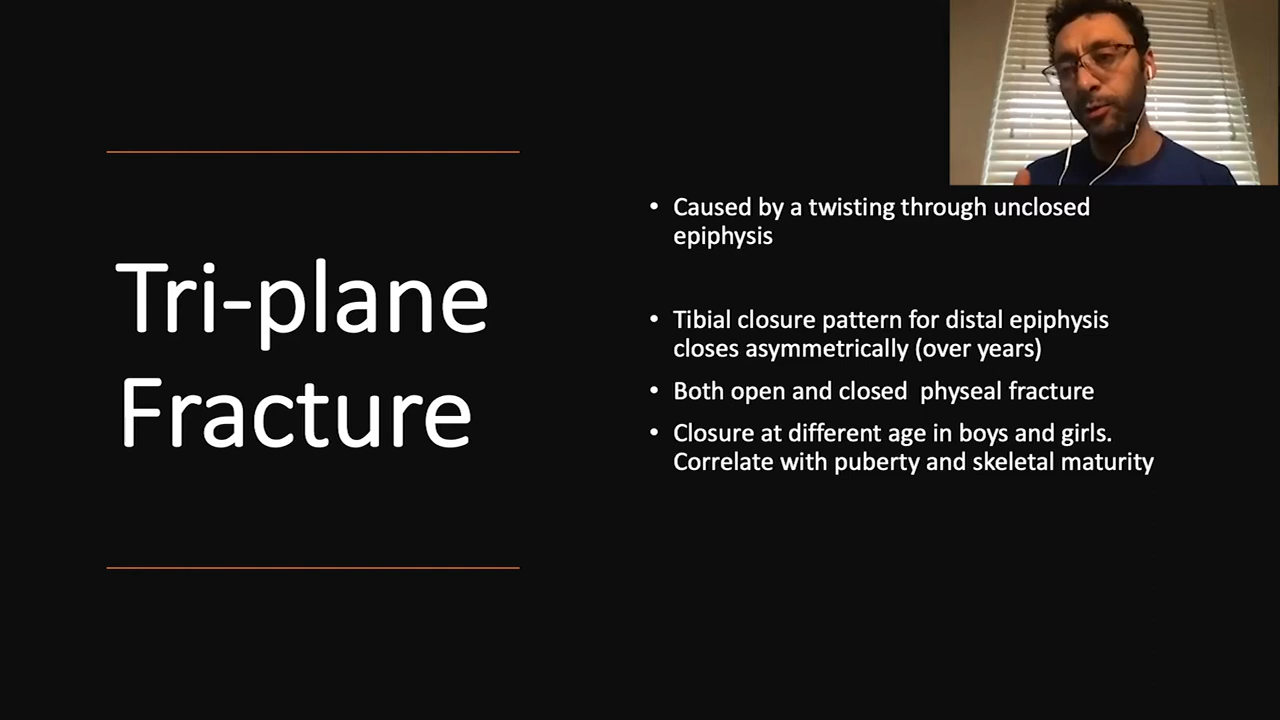 Tri-plane
Fracture
• Caused by a twisting through unclosed
epiphysis
• Tibial closure pattern for distal epiphysis
closes asymmetrically (over years)
• Both open and closed  physeal fracture
• Closure at different age in boys and girls.
Correlate with puberty and skeletal maturity